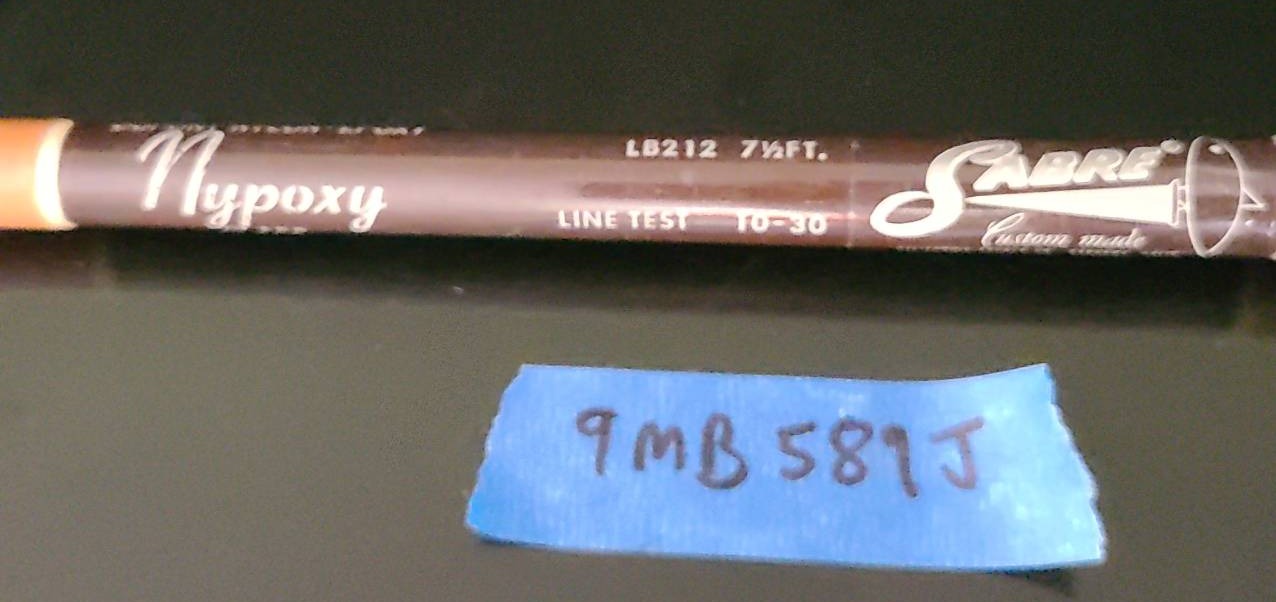 Nypoxy
LB212 7½FT.
LINE TEST 10-30
SABRE®
Custom made
9MB589J